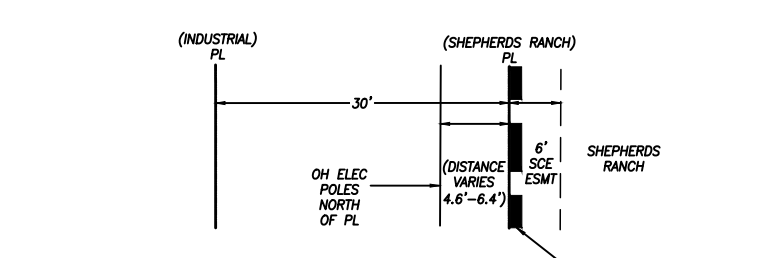 (INDUSTRIAL)
PL
(SHEPHERDS RANCH)
PL
30'
6'
SCE
ESMT
SHEPHERDS
RANCH
(DISTANCE
VARIES
4.6'-6.4')
OH ELEC
POLES
NORTH
OF PL